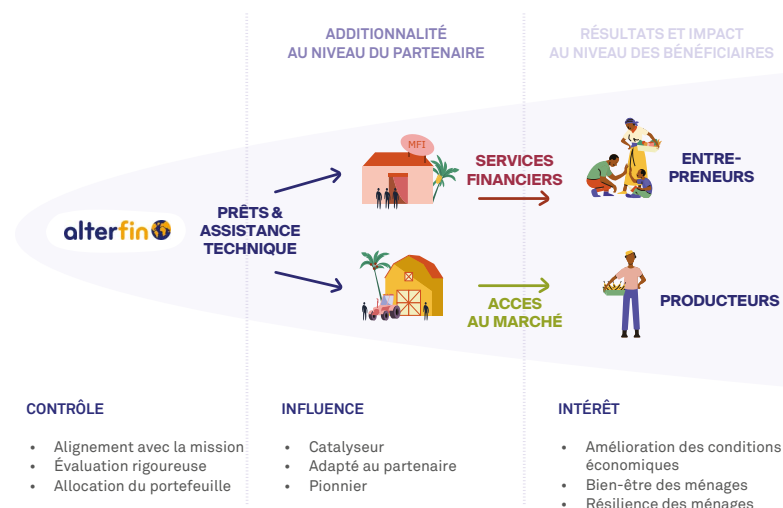 ADDITIONNALITÉ
AU NIVEAU DU PARTENAIRE
RÉSULTATS ET IMPACT
AU NIVEAU DES BÉNÉFICIAIRES
alterfin
PRÊTS &
ASSISTANCE
TECHNIQUE
MFI
SERVICES
FINANCIERS
ENTRE-
PRENEURS
ACCES
AU MARCHÉ
PRODUCTEURS
CONTRÔLE
• Alignement avec la mission
• Évaluation rigoureuse
• Allocation du portefeuille
INFLUENCE
• Catalyseur
• Adapté au partenaire
• Pionnier
INTÉRÊT
• Amélioration des conditions
économiques
• Bien-être des ménages
• Résilience des ménages